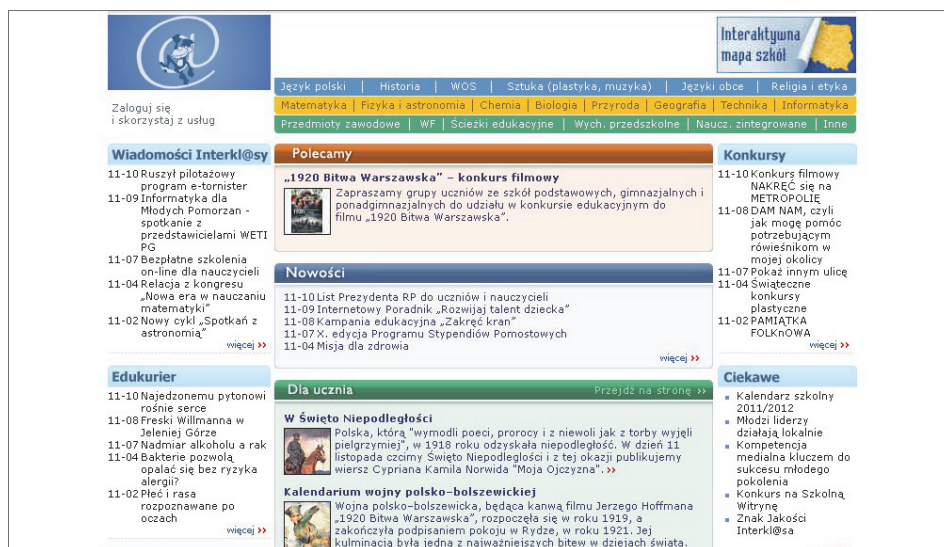 Interaktywna
mapa szkół
Język polski | Historia | WOS | Sztuka (plastyka, muzyka) | Języki obce | Religia i etyka
Matematyka | Fizyka i astronomia | Chemia | Biologia | Przyroda | Geografia | Technika | Informatyka
Przedmioty zawodowe | WF | Ścieżki edukacyjne | Wych. przedszkolne | Naucz. zintegrowane | Inne
Zaloguj się
i skorzystaj z usług
Wiadomości Interkl@sy
11-10 Ruszył pilotażowy
program e-tornister
11-09 Informatyka dla
Młodych Pomorzan -
spotkanie z
przedstawicielami WETI
PG
11-07 Bezpłatne szkolenia
on-line dla nauczycieli
11-04 Relacja z kongresu
„Nowa era w nauczaniu
matematyki”
11-02 Nowy cykl „Spotkań z
astronomią”
więcej ››
Edukurier
11-10 Najedzonemu pytonowi
rośnie serce
11-08 Freski Willmanna w
Jeleniej Górze
11-07 Nadmiar alkoholu a rak
11-04 Bakterie pozwolą
opalać się bez ryzyka
alergii?
11-02 Płeć i rasa
rozpoznawane po
oczach
więcej ››
Polecamy
„1920 Bitwa Warszawska” – konkurs filmowy
Zapraszamy grupy uczniów ze szkół podstawowych, gimnazjalnych i
ponadgimnazjalnych do udziału w konkursie edukacyjnym do
filmu „1920 Bitwa Warszawska”.
Nowości
11-10 List Prezydenta RP do uczniów i nauczycieli
11-09 Internetowy Poradnik „Rozwijaj talent dziecka”
11-08 Kampania edukacyjna „Zakręć kran”
11-07 X. edycja Programu Stypendiów Pomostowych
11-04 Misja dla zdrowia
więcej ››
Dla ucznia Przejdź na stronę ››
W Święto Niepodległości
Polska, którą "wymodli poeci, prorocy i z niewoli jak z torby wyjęli
pielgrzymiej", w 1918 roku odzyskała niepodległość. W dzień 11
listopada czcimy Święto Niepodległości i z tej okazji publikujemy
wiersz Cypriana Kamila Norwida "Moja Ojczyzna". ››
Kalendarium wojny polsko–bolszewickiej
Wojna polsko–bolszewicka, będąca kanwą filmu Jerzego Hoffmana
„1920 Bitwa Warszawska”, rozpoczęła się w roku 1919, a
zakończyła podpisaniem pokoju w Rydze, w roku 1921. Jej
kulminacją była jedna z najważniejszych bitew w dziejach świata.
Konkursy
11-10 Konkurs filmowy
NAKRĘĆ się na
METROPOLIĘ
11-08 DAM NAM, czyli
jak mogę pomóc
potrzebującym
rówieśnikom w
mojej okolicy
11-07 Pokaż innym ulicę
11-04 Świąteczne
konkursy
plastyczne
11-02 PAMIĄTKA
FOLKnOWA
więcej ››
Ciekawe
Kalendarz szkolny
2011/2012
Młodzi liderzy
działają lokalnie
Kompetencja
medialna kluczem do
sukcesu młodego
pokolenia
Konkurs na Szkolną
Witrynę
Znak Jakości
Interkl@sa